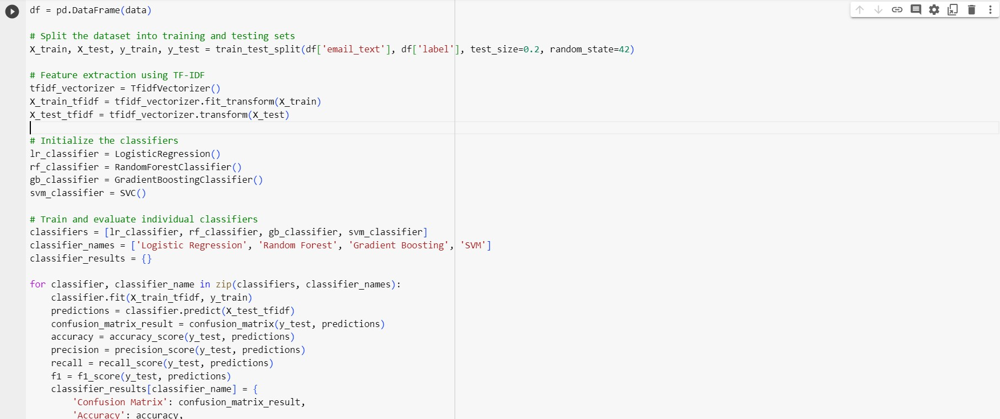 df = pd.DataFrame(data)
# Split the dataset into training and testing sets
X_train, X_test, y_train, y_test = train_test_split(df['email_text'], df['label'], test_size=0.2, random_state=42)
# Feature extraction using TF-IDF
tfidf_vectorizer = TfidfVectorizer()
X_train_tfidf = tfidf_vectorizer.fit_transform(X_train)
X_test_tfidf = tfidf_vectorizer.transform(X_test)
# Initialize the classifiers
lr_classifier = LogisticRegression()
rf_classifier = RandomForestClassifier()
gb_classifier = GradientBoostingClassifier()
svm_classifier = SVC()
# Train and evaluate individual classifiers
classifiers = [lr_classifier, rf_classifier, gb_classifier, svm_classifier]
classifier_names = ['Logistic Regression', 'Random Forest', 'Gradient Boosting', 'SVM']
classifier_results = {}
for classifier, classifier_name in zip(classifiers, classifier_names):
    classifier.fit(X_train_tfidf, y_train)
    predictions = classifier.predict(X_test_tfidf)
    confusion_matrix_result = confusion_matrix(y_test, predictions)
    accuracy = accuracy_score(y_test, predictions)
    precision = precision_score(y_test, predictions)
    recall = recall_score(y_test, predictions)
    f1 = f1_score(y_test, predictions)
    classifier_results[classifier_name] = {
        'Confusion Matrix': confusion_matrix_result,
        'Accuracy': accuracy,